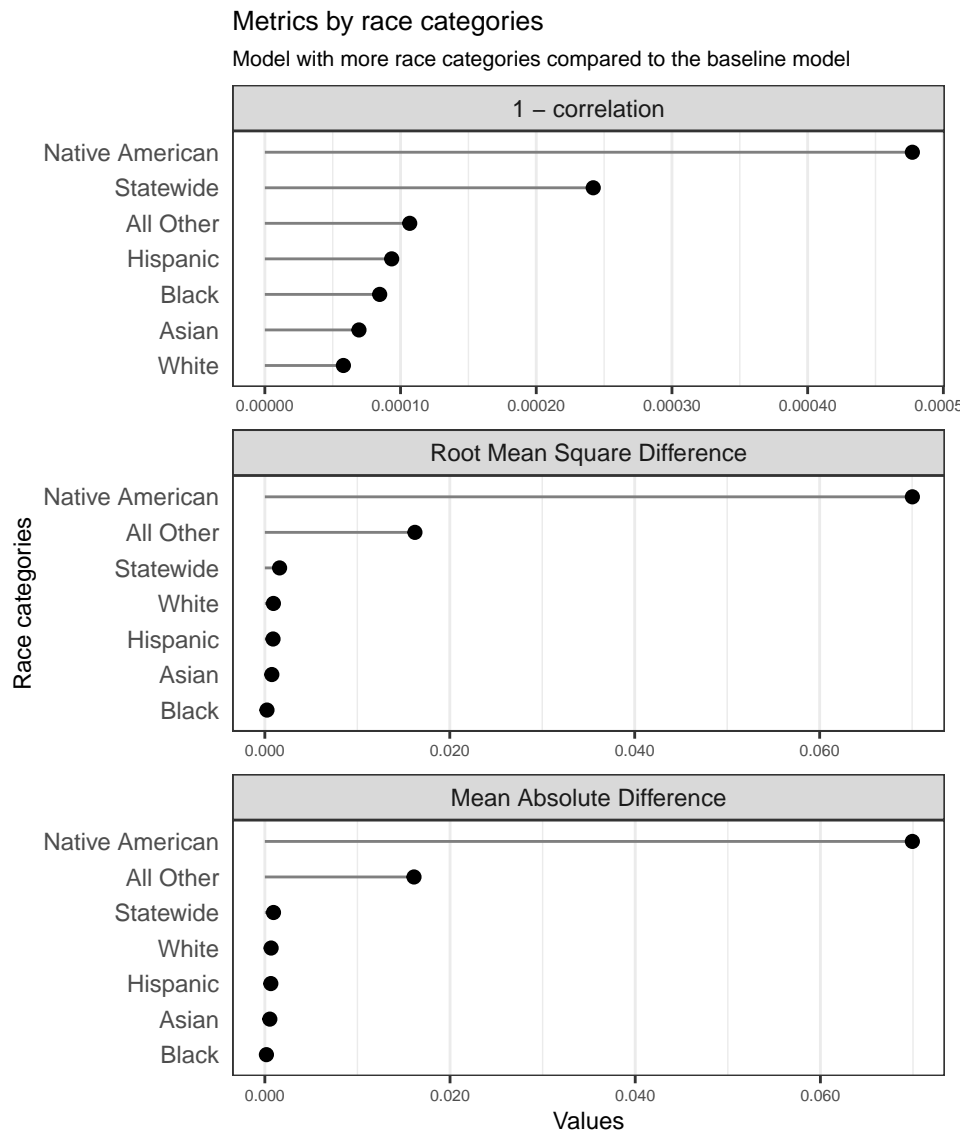 Metrics by race categories
Model with more race categories compared to the baseline model
1 − correlation
Native American
Statewide
All Other
Hispanic
Black
Asian
White
0.00000 0.00010 0.00020 0.00030 0.00040 0.0005
Root Mean Square Difference
Native American
All Other
Statewide
White
Hispanic
Asian
Black
0.000 0.020 0.040 0.060
Race categories
Mean Absolute Difference
Native American
All Other
Statewide
White
Hispanic
Asian
Black
0.000 0.020 0.040 0.060
Values